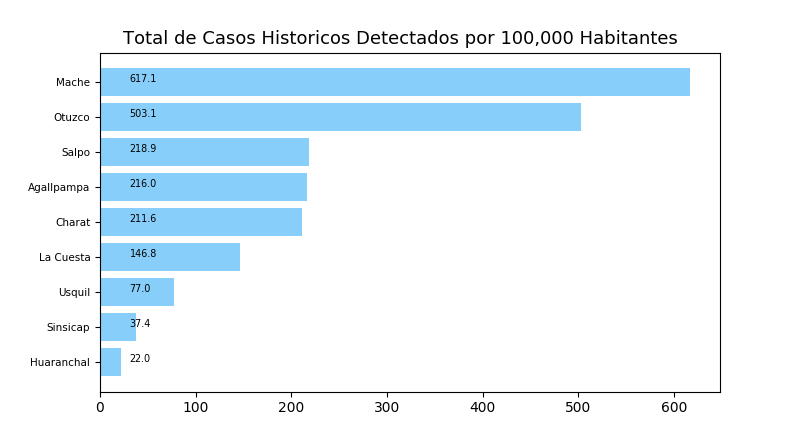 Total de Casos Historicos Detectados por 100,000 Habitantes
Mache 617.1
Otuzco 503.1
Salpo 218.9
Agallpampa 216.0
Charat 211.6
La Cuesta 146.8
Usquil 77.0
Sinsicap 37.4
Huaranchal 22.0
0 100 200 300 400 500 600